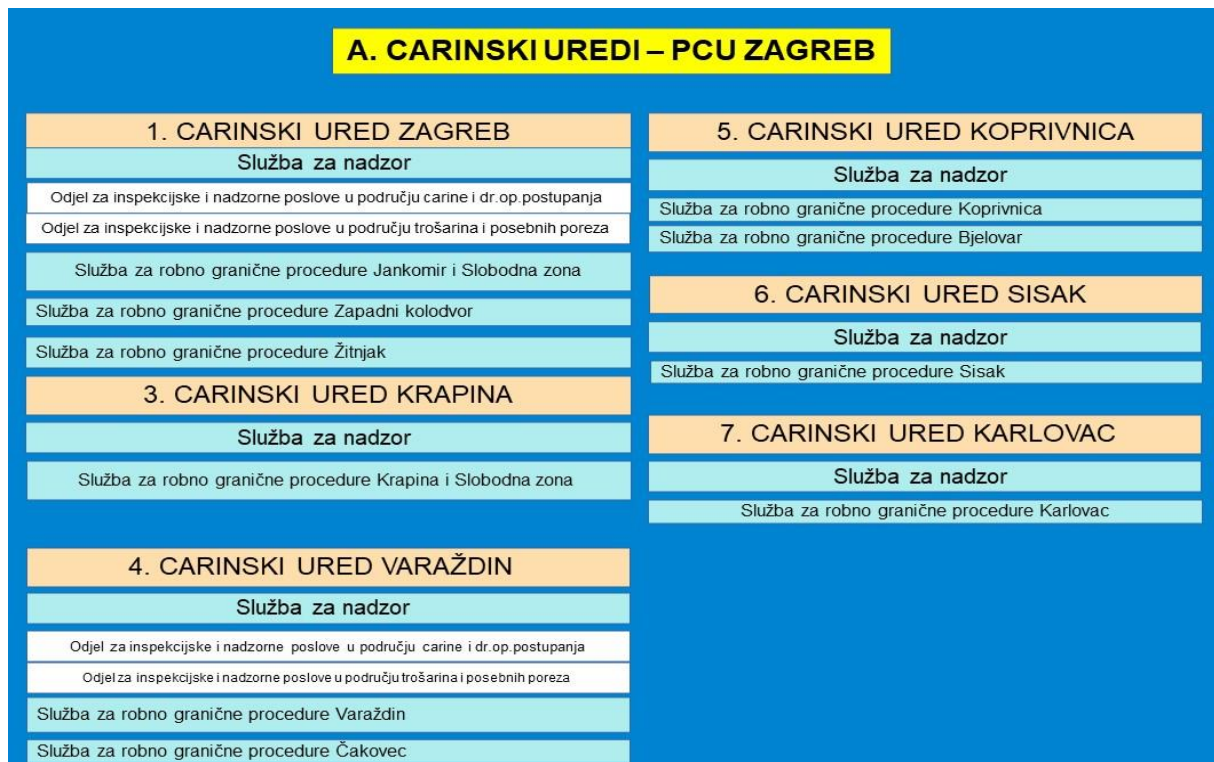 A. CARINSKI UREDI – PCU ZAGREB
1. CARINSKI URED ZAGREB
Služba za nadzor
Odjel za inspekcijske i nadzorne poslove u području carine i dr.op.postupanja
Odjel za inspekcijske i nadzorne poslove u području trošarina i posebnih poreza
Služba za robno granične procedure Jankomir i Slobodna zona
Služba za robno granične procedure Zapadni kolodvor
Služba za robno granične procedure Žitnjak
3. CARINSKI URED KRAPINA
Služba za nadzor
Služba za robno granične procedure Krapina i Slobodna zona
4. CARINSKI URED VARAŽDIN
Služba za nadzor
Odjel za inspekcijske i nadzorne poslove u području carine i dr.op.postupanja
Odjel za inspekcijske i nadzorne poslove u području trošarina i posebnih poreza
Služba za robno granične procedure Varaždin
Služba za robno granične procedure Čakovec
5. CARINSKI URED KOPRIVNICA
Služba za nadzor
Služba za robno granične procedure Koprivnica
Služba za robno granične procedure Bjelovar
6. CARINSKI URED SISAK
Služba za nadzor
Služba za robno granične procedure Sisak
7. CARINSKI URED KARLOVAC
Služba za nadzor
Služba za robno granične procedure Karlovac